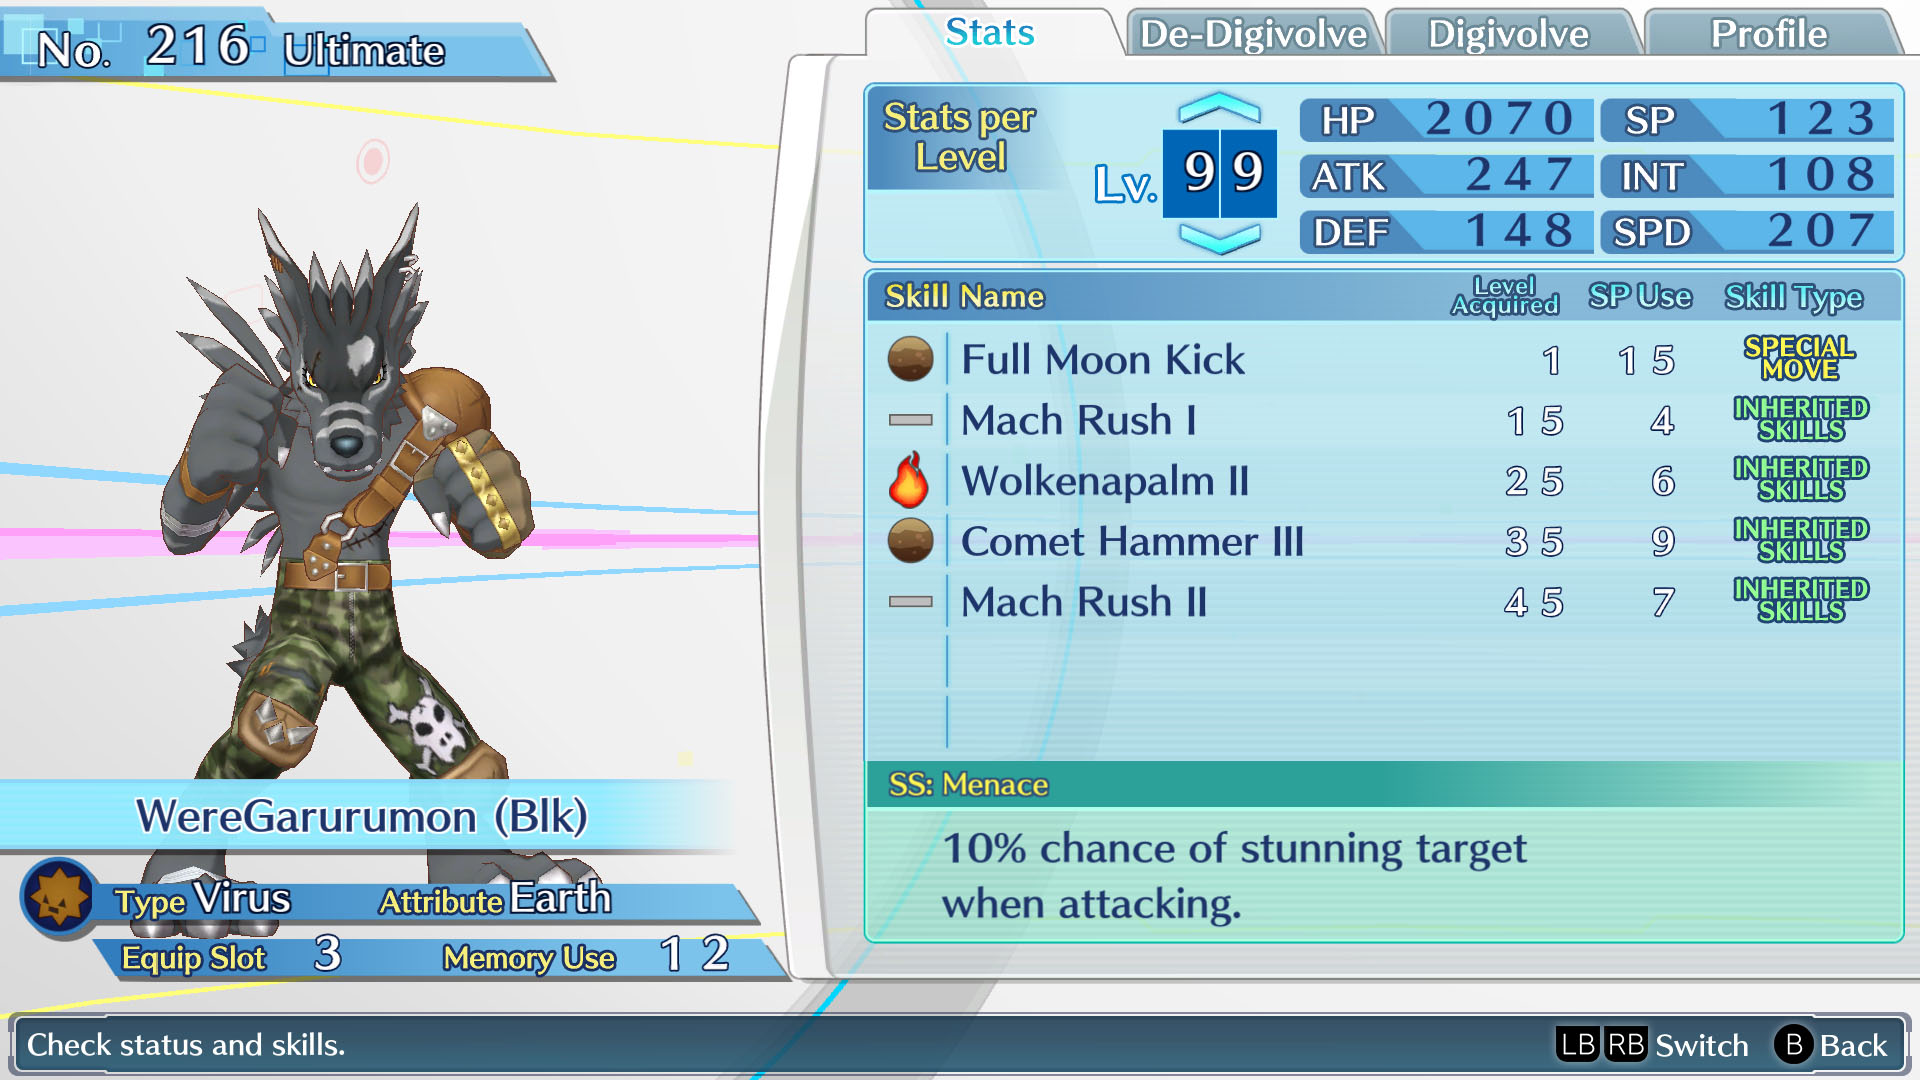 No. 216 Ultimate
Stats
De-Digivolve
Digivolve
Profile
Stats per
Level
Lv. 99
HP 2070
SP 123
ATK 247
INT 108
DEF 148
SPD 207
Skill Name
Level
Acquired
SP Use
Skill Type
Full Moon Kick 1 15 SPECIAL
MOVE
Mach Rush I 15 4 INHERITED
SKILLS
Wolkenapalm II 25 6 INHERITED
SKILLS
Comet Hammer III 35 9 INHERITED
SKILLS
Mach Rush II 45 7 INHERITED
SKILLS
SS: Menace
10% chance of stunning target
when attacking.
WereGarurumon (Blk)
Type Virus Attribute Earth
Equip Slot 3 Memory Use 12
Check status and skills.
LB RB Switch B Back